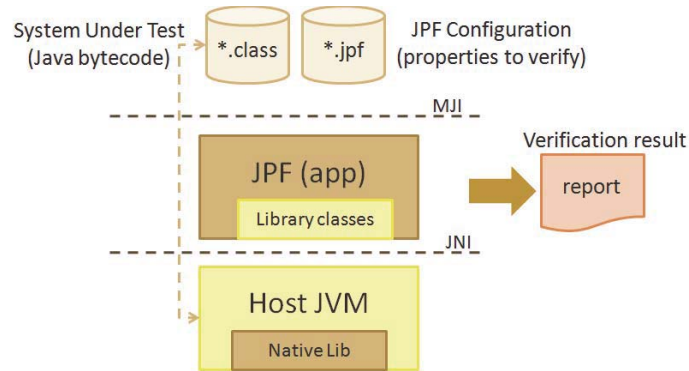 System Under Test
(Java bytecode)
*.class
*.jpf
JPF Configuration
(properties to verify)
MJI
JPF (app)
Library classes
Verification result
report
JNI
Host JVM
Native Lib